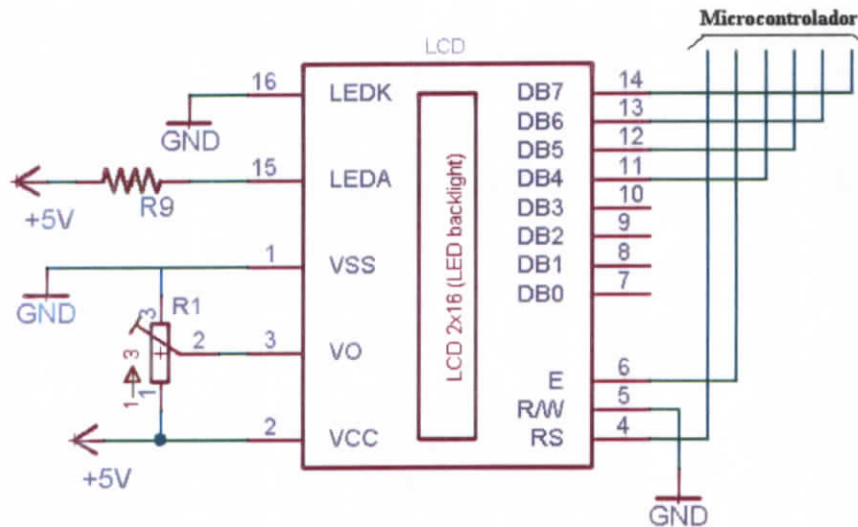 Microcontrolador
LCD
16 LEDK DB7 14
GND DB6 13
DB5 12
15 LEDA DB4 11
+5V R9 DB3 10
DB2 9
1 VSS DB1 8
GND 3 R1 DB0 7
2 3 VO
1 3
1
E 6
R/W 5
+5V 2 VCC RS 4
GND
LCD 2x16 (LED backlight)